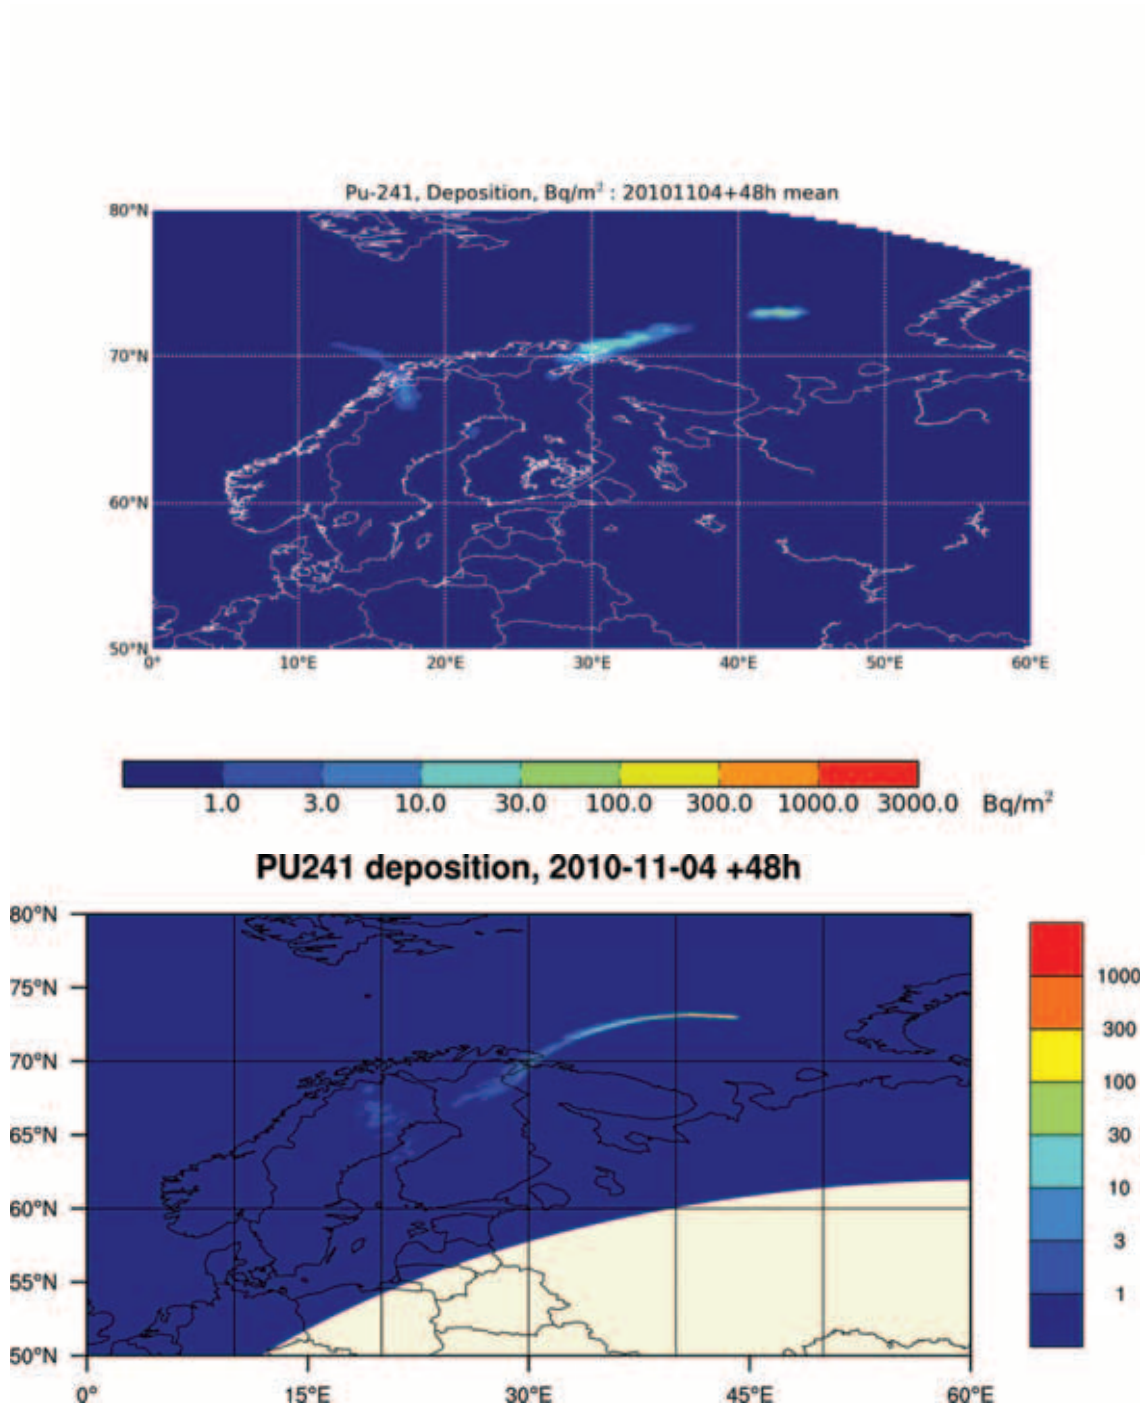 Pu-241, Deposition, Bq/m² : 20101104+48h mean
80°N
70°N
60°N
50°N
0° 10°E 20°E 30°E 40°E 50°E 60°E
1.0 3.0 10.0 30.0 100.0 300.0 1000.0 3000.0 Bq/m²
PU241 deposition, 2010-11-04 +48h
80°N
75°N
70°N
65°N
60°N
55°N
50°N
0° 15°E 30°E 45°E 60°E
1000
300
100
30
10
3
1